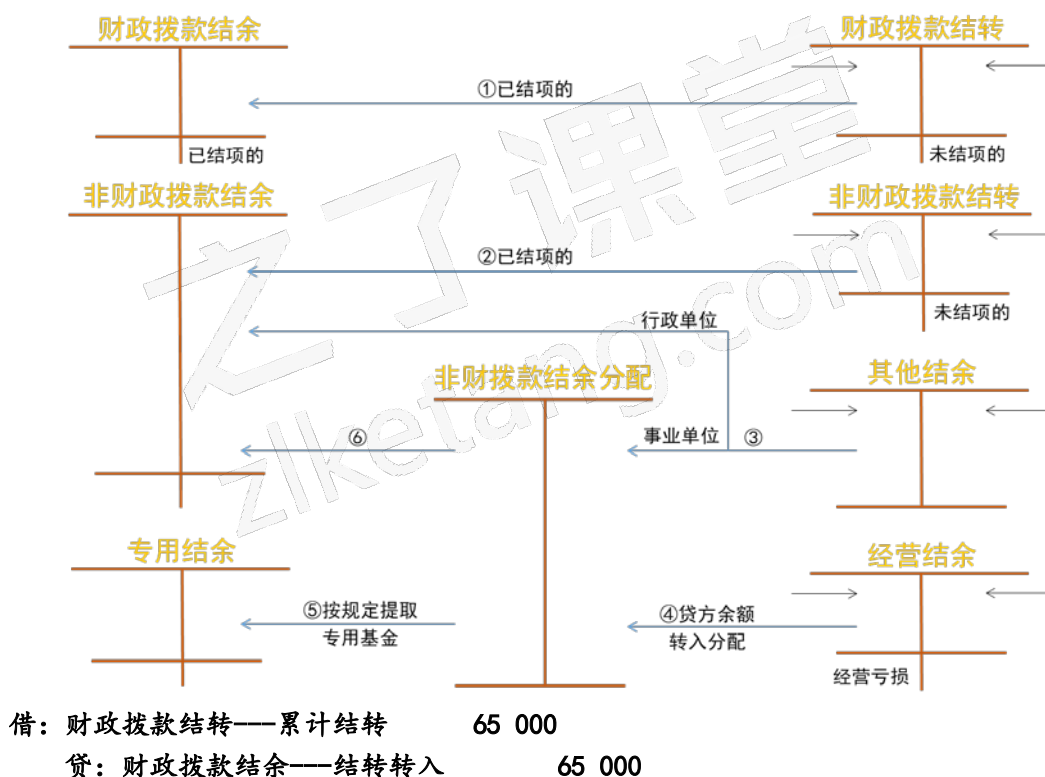 财政拨款结余
财政拨款结转
①已结项的
已结项的
未结项的
非财政拨款结余
非财政拨款结转
②已结项的
未结项的
行政单位
其他结余
非财拨款结余分配
⑥
事业单位
③
专用结余
经营结余
⑤按规定提取
专用基金
④贷方余额
转入分配
经营亏损
借：财政拨款结转---累计结转 65 000
贷：财政拨款结余---结转转入 65 000
之了课堂
zlketang.com